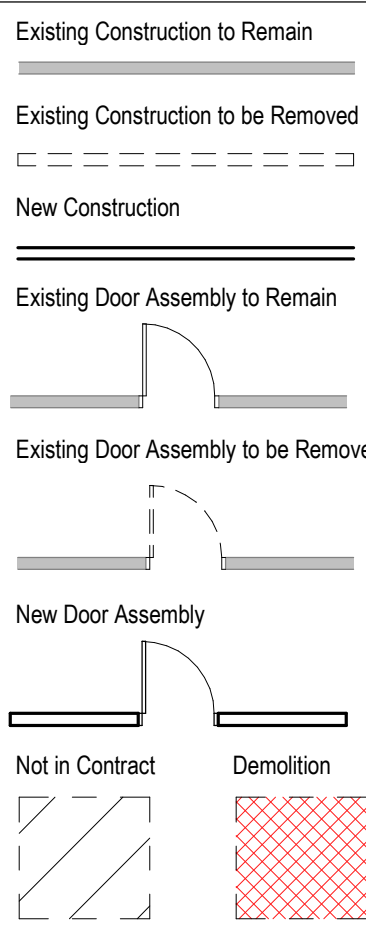 Existing Construction to Remain
Existing Construction to be Removed
New Construction
Existing Door Assembly to Remain
Existing Door Assembly to be Remove
New Door Assembly
Not in Contract
Demolition